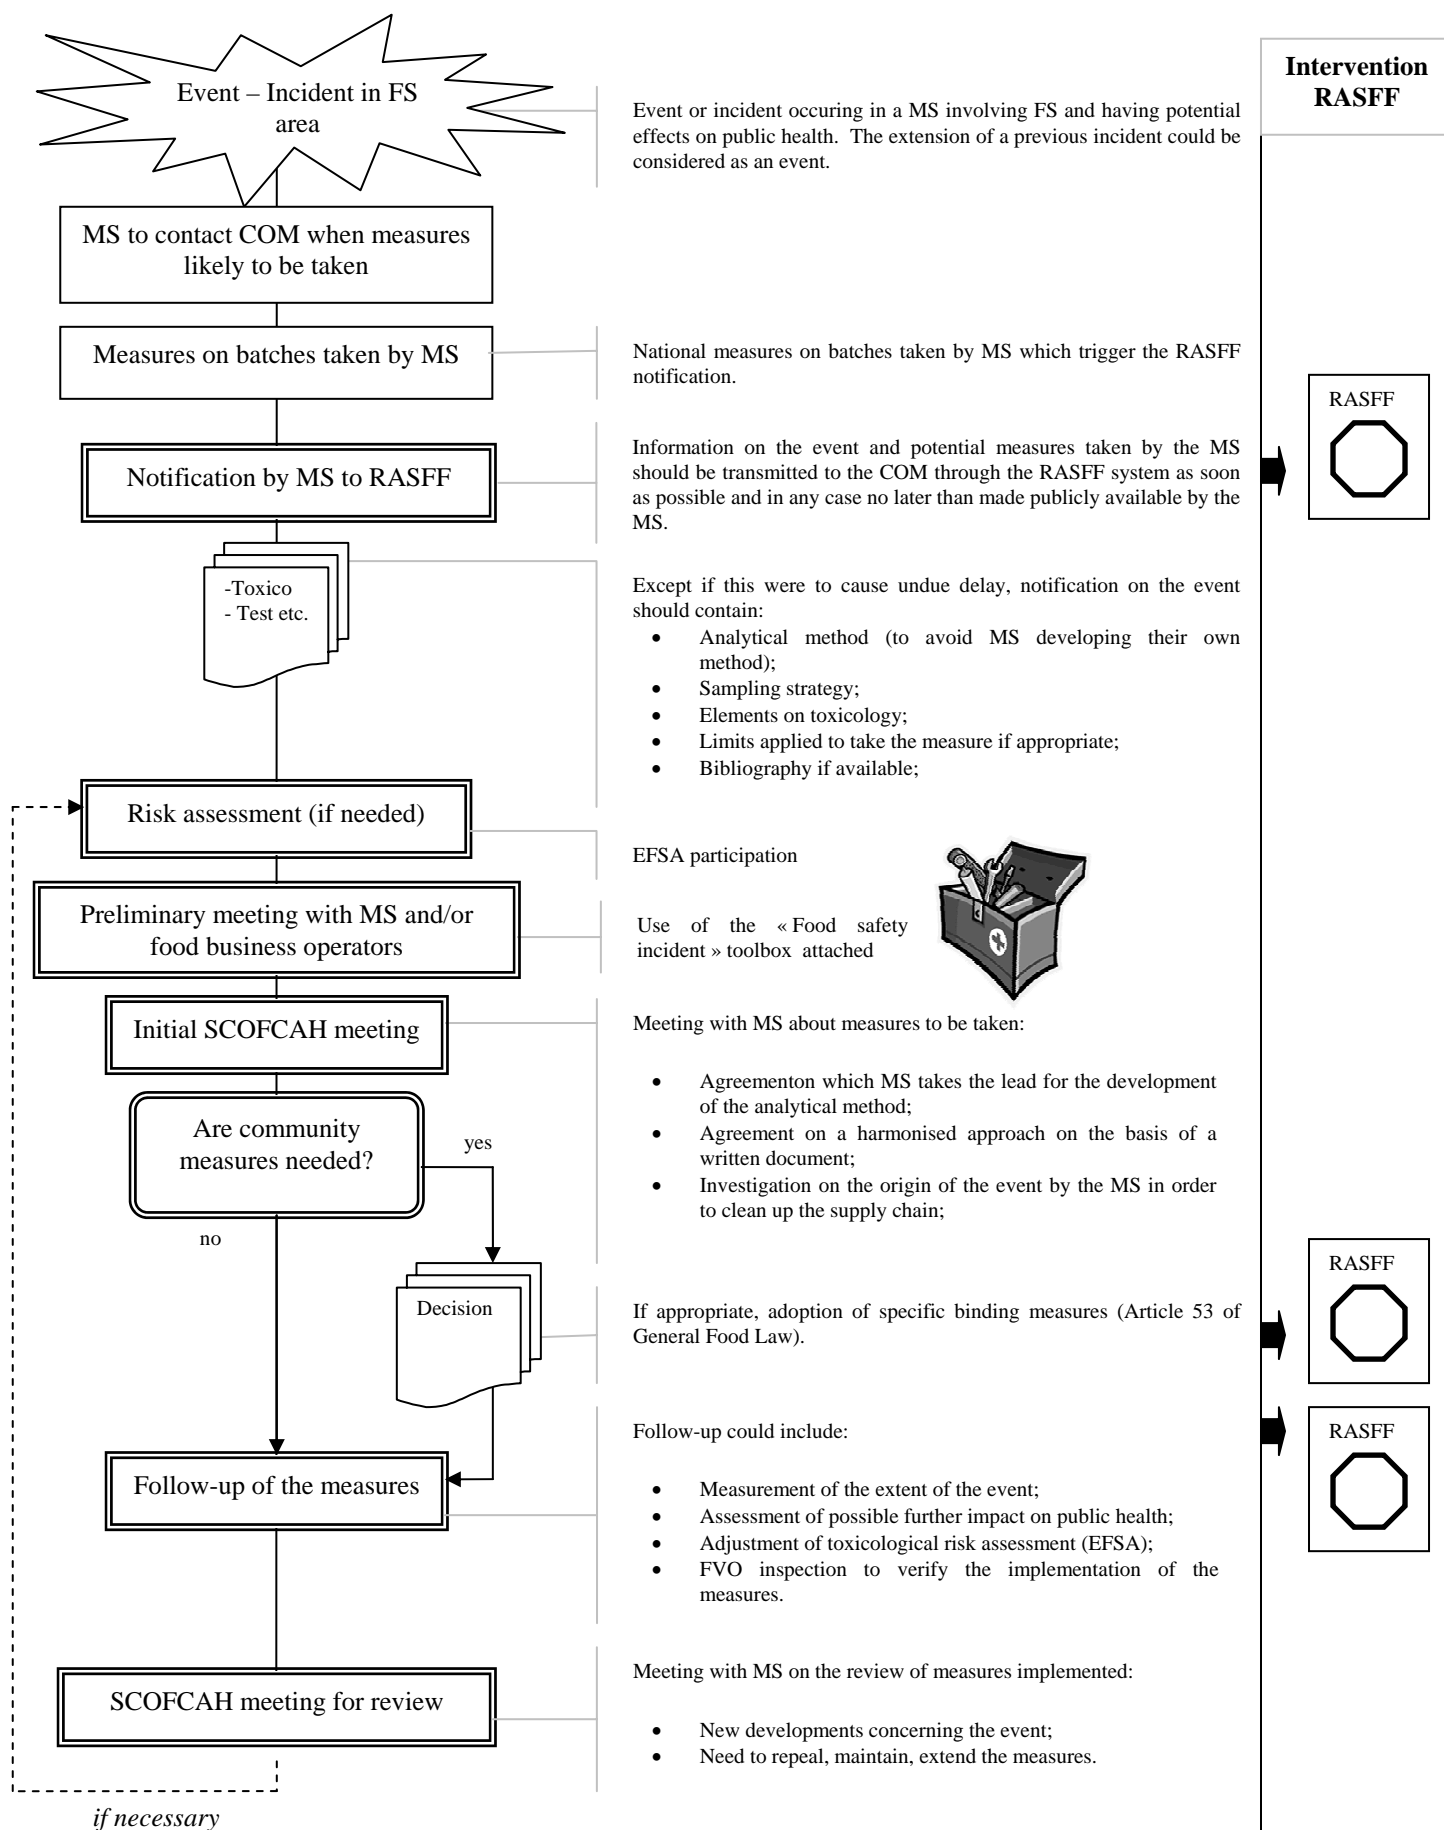 Event – Incident in FS
area
Intervention
RASFF
Event or incident occuring in a MS involving FS and having potential
effects on public health. The extension of a previous incident could be
considered as an event.
MS to contact COM when measures
likely to be taken
Measures on batches taken by MS
National measures on batches taken by MS which trigger the RASFF
notification.
RASFF
Notification by MS to RASFF
Information on the event and potential measures taken by the MS
should be transmitted to the COM through the RASFF system as soon
as possible and in any case no later than made publicly available by the
MS.
-Toxico
- Test etc.
Except if this were to cause undue delay, notification on the event
should contain:
• Analytical method (to avoid MS developing their own
method);
• Sampling strategy;
• Elements on toxicology;
• Limits applied to take the measure if appropriate;
• Bibliography if available;
Risk assessment (if needed)
EFSA participation
Preliminary meeting with MS and/or
food business operators
Use of the « Food safety
incident » toolbox attached
Initial SCOFCAH meeting
Meeting with MS about measures to be taken:
• Agreementon which MS takes the lead for the development
of the analytical method;
• Agreement on a harmonised approach on the basis of a
written document;
• Investigation on the origin of the event by the MS in order
to clean up the supply chain;
Are community
measures needed?
yes
no
Decision
If appropriate, adoption of specific binding measures (Article 53 of
General Food Law).
RASFF
Follow-up of the measures
Follow-up could include:
• Measurement of the extent of the event;
• Assessment of possible further impact on public health;
• Adjustment of toxicological risk assessment (EFSA);
• FVO inspection to verify the implementation of the
measures.
RASFF
SCOFCAH meeting for review
Meeting with MS on the review of measures implemented:
• New developments concerning the event;
• Need to repeal, maintain, extend the measures.
if necessary